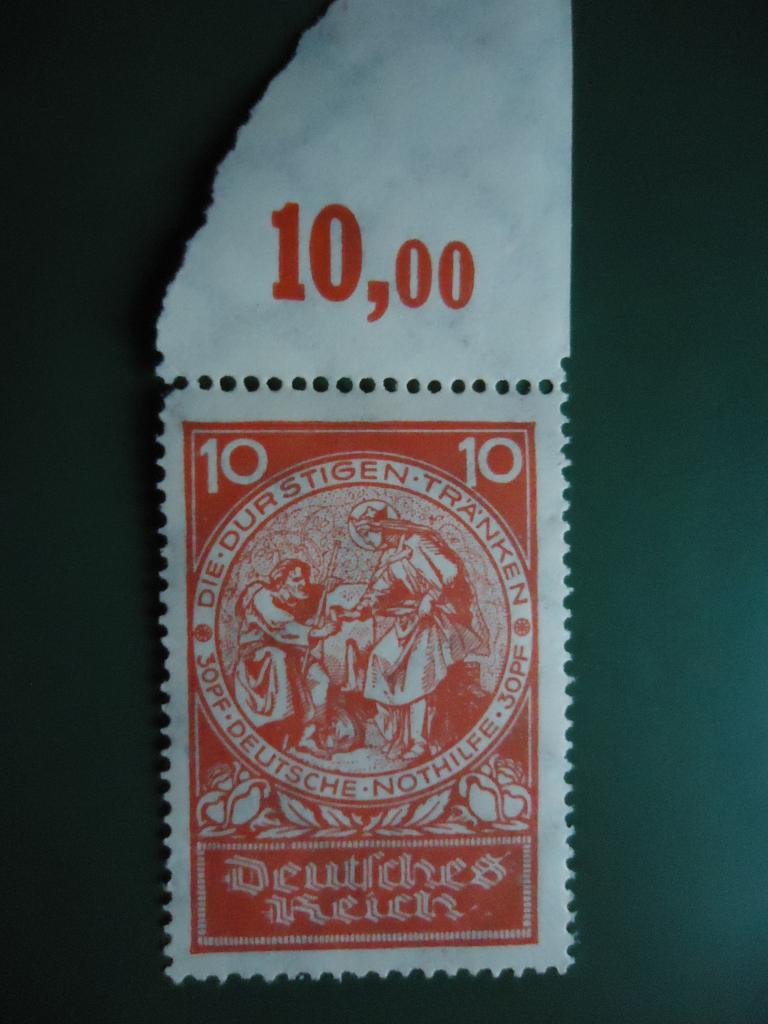 10,00
10 10
DIE·DURSTIGEN·TRÄNKEN
30PF·DEUTSCHE·NOTHILFE·30PF
Deutsches
Reich